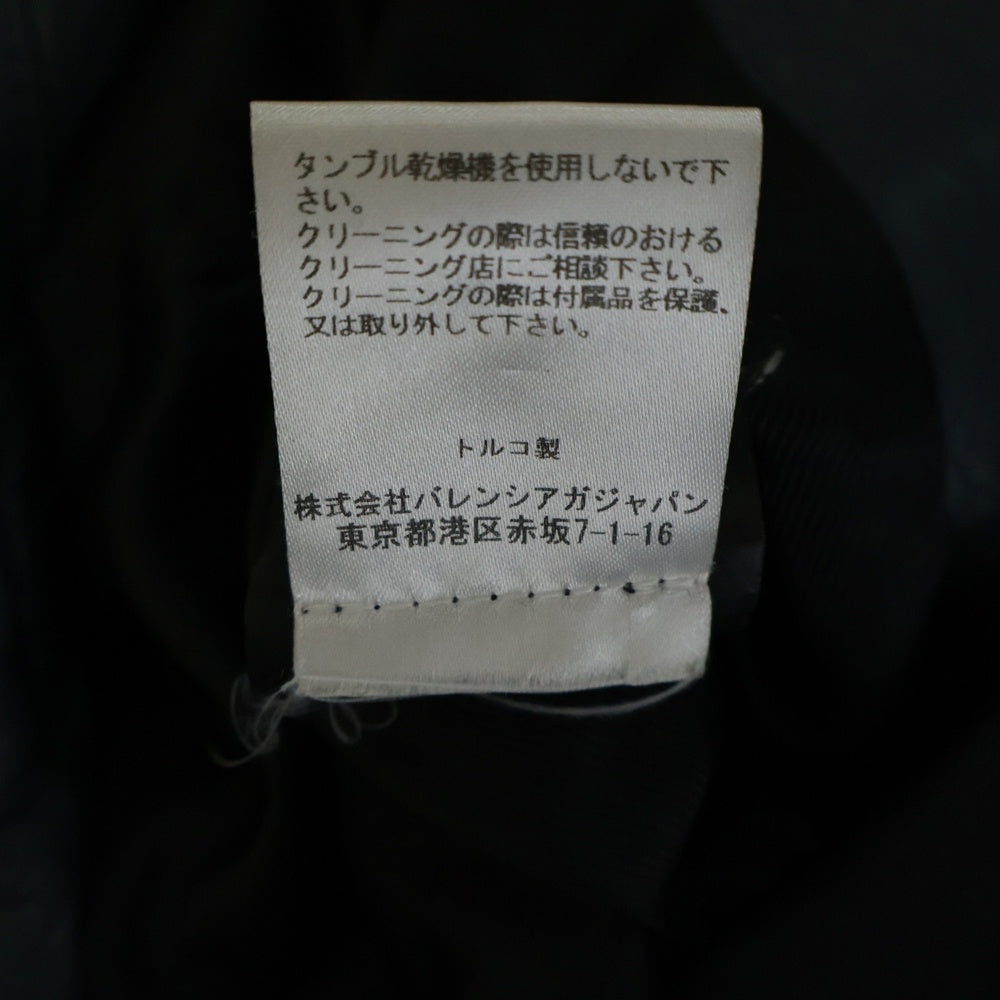 タンブル乾燥機を使用しないで下
さい。
クリーニングの際は信頼のおける
クリーニング店にご相談下さい。
クリーニングの際は付属品を保護、
又は取り外して下さい。
トルコ製
株式会社バレンシアガジャパン
東京都港区赤坂7-1-16